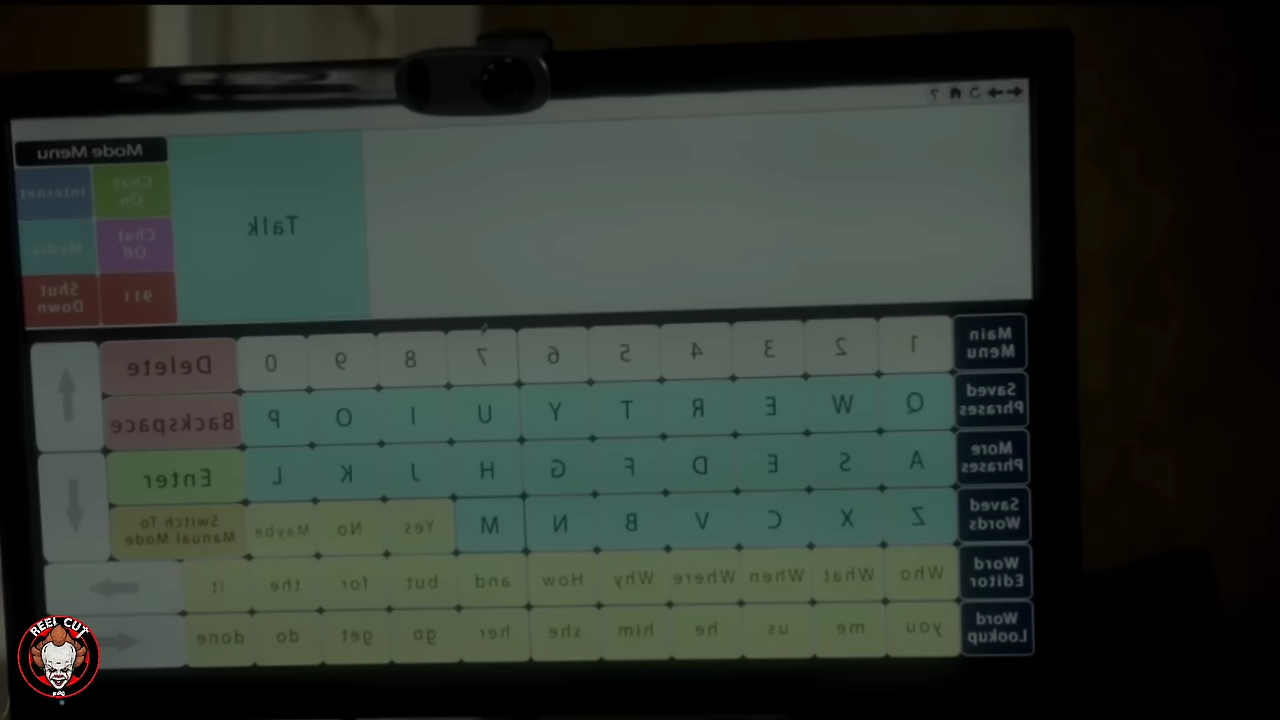 ?
Mode Menu
Chat On
Internet
Talk
Chat Off
Media
911
Shut Down
Main Menu
1 2 3 4 5 6 7 8 9 0 Delete
Saved Phrases
Q W E R T Y U I O P Backspace
More Phrases
A S E D F G H J K L Enter
Saved Words
Z X C V B N M Yes No Maybe Switch To Manual Mode
Word Editor
Who What When Where Why How and but for the it
Word Lookup
you me us he him she her go get do done
REEL CUT